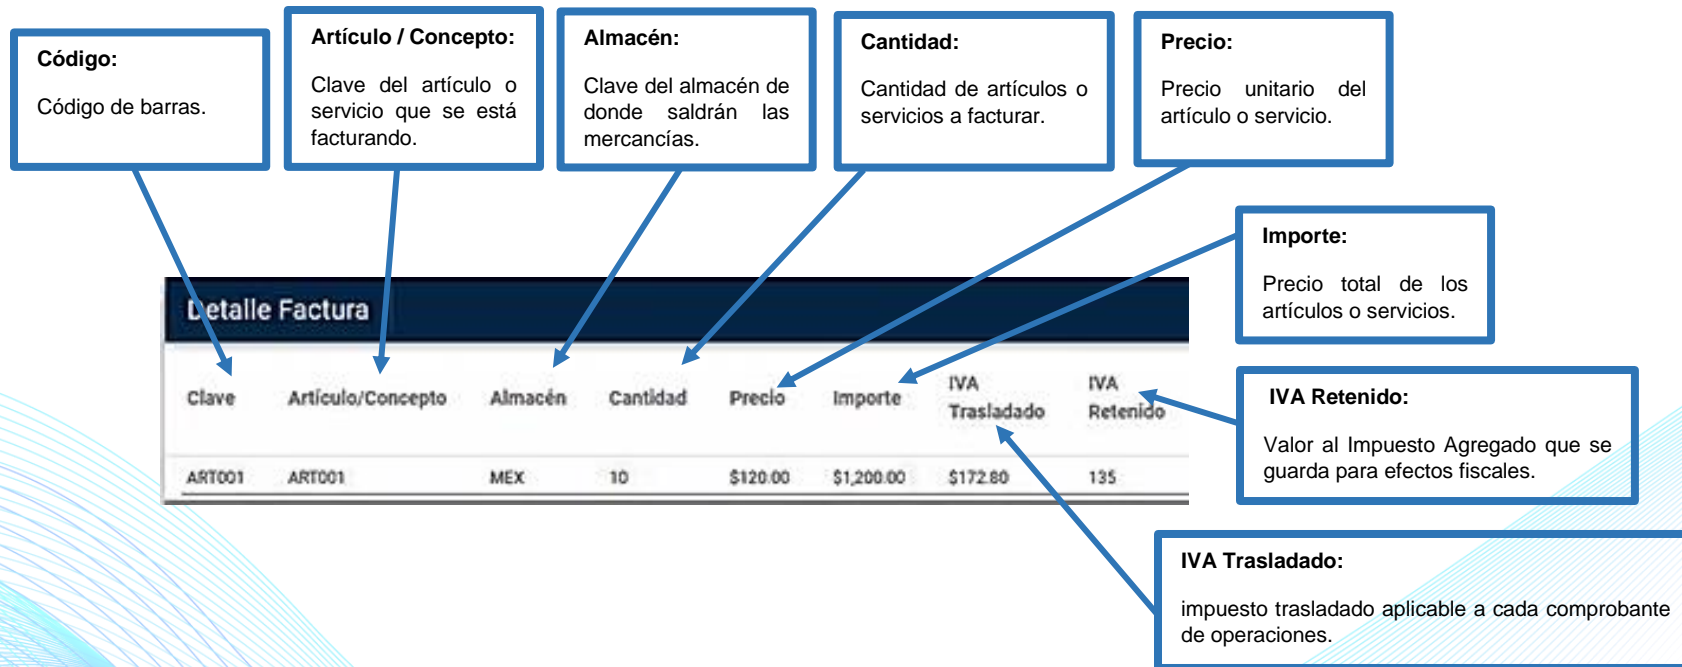 Código:
Código de barras.
Artículo / Concepto:
Clave del artículo o
servicio que se está
facturando.
Almacén:
Clave del almacén de
donde saldrán las
mercancías.
Cantidad:
Cantidad de artículos o
servicios a facturar.
Precio:
Precio unitario del
artículo o servicio.
Importe:
Precio total de los
artículos o servicios.
Detalle Factura
Clave Artículo/Concepto Almacén Cantidad Precio Importe IVA Trasladado IVA Retenido
ART001 ART001 MEX 10 $120.00 $1,200.00 $172.80 135
IVA Retenido:
Valor al Impuesto Agregado que se
guarda para efectos fiscales.
IVA Trasladado:
impuesto trasladado aplicable a cada comprobante
de operaciones.